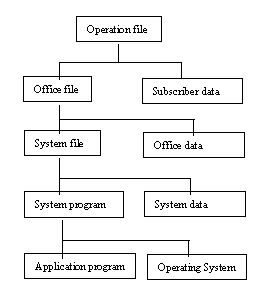 Operation file
Office file
Subscriber data
System file
Office data
System program
System data
Application program
Operating System